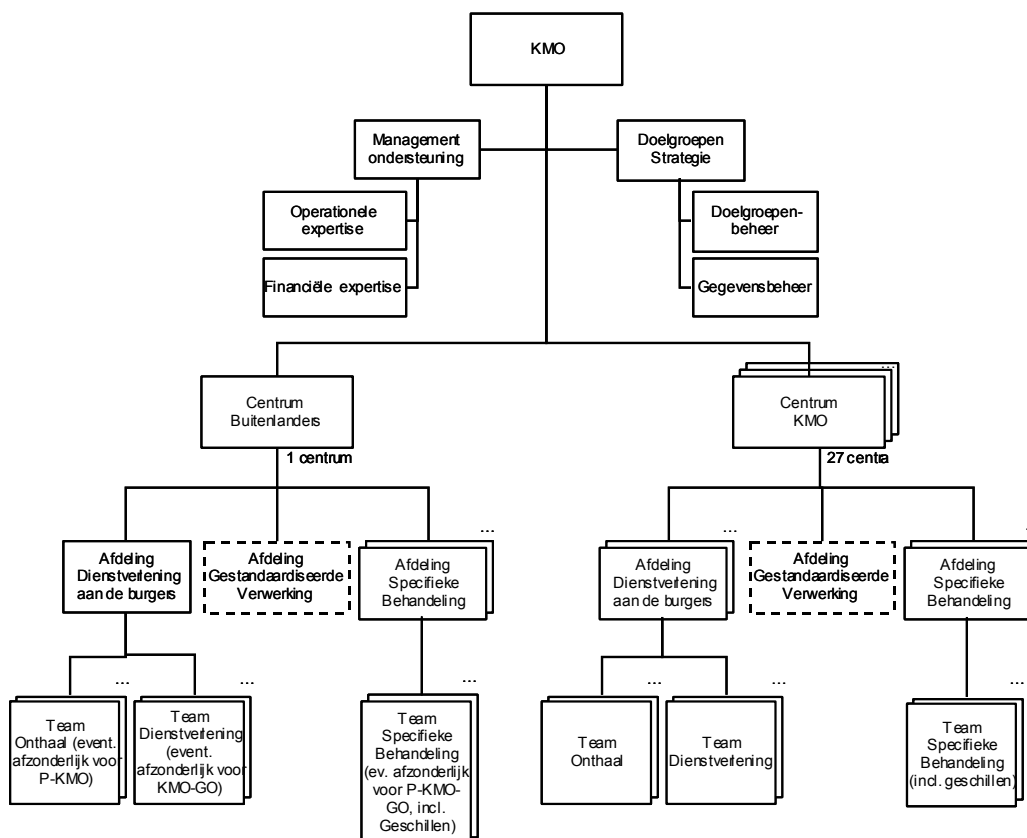 KMO
Management
ondersteuning
Doelgroepen
Strategie
Operationele
expertise
Doelgroepen-
beheer
Financiële expertise
Gegevensbeheer
Centrum
Buitenlanders
1 centrum
...
Centrum
KMO
27 centra
Afdeling
Dienstverlening
aan de burgers
Afdeling
Gestandaardiseerde
Verwerking
...
Afdeling
Specifieke
Behandeling
...
Afdeling
Dienstverlening
aan de burgers
Afdeling
Gestandaardiseerde
Verwerking
Afdeling
Specifieke
Behandeling
...
Team
Onthaal (event.
afzonderlijk voor
P-KMO)
...
Team
Dienstverlening
(event.
afzonderlijk voor
KMO-GO)
...
Team
Specifieke
Behandeling
(ev. afzonderlijk
voor P-KMO-
GO, incl.
Geschillen)
...
Team
Onthaal
...
Team
Dienstverlening
...
Team
Specifieke
Behandeling
(incl. geschillen)